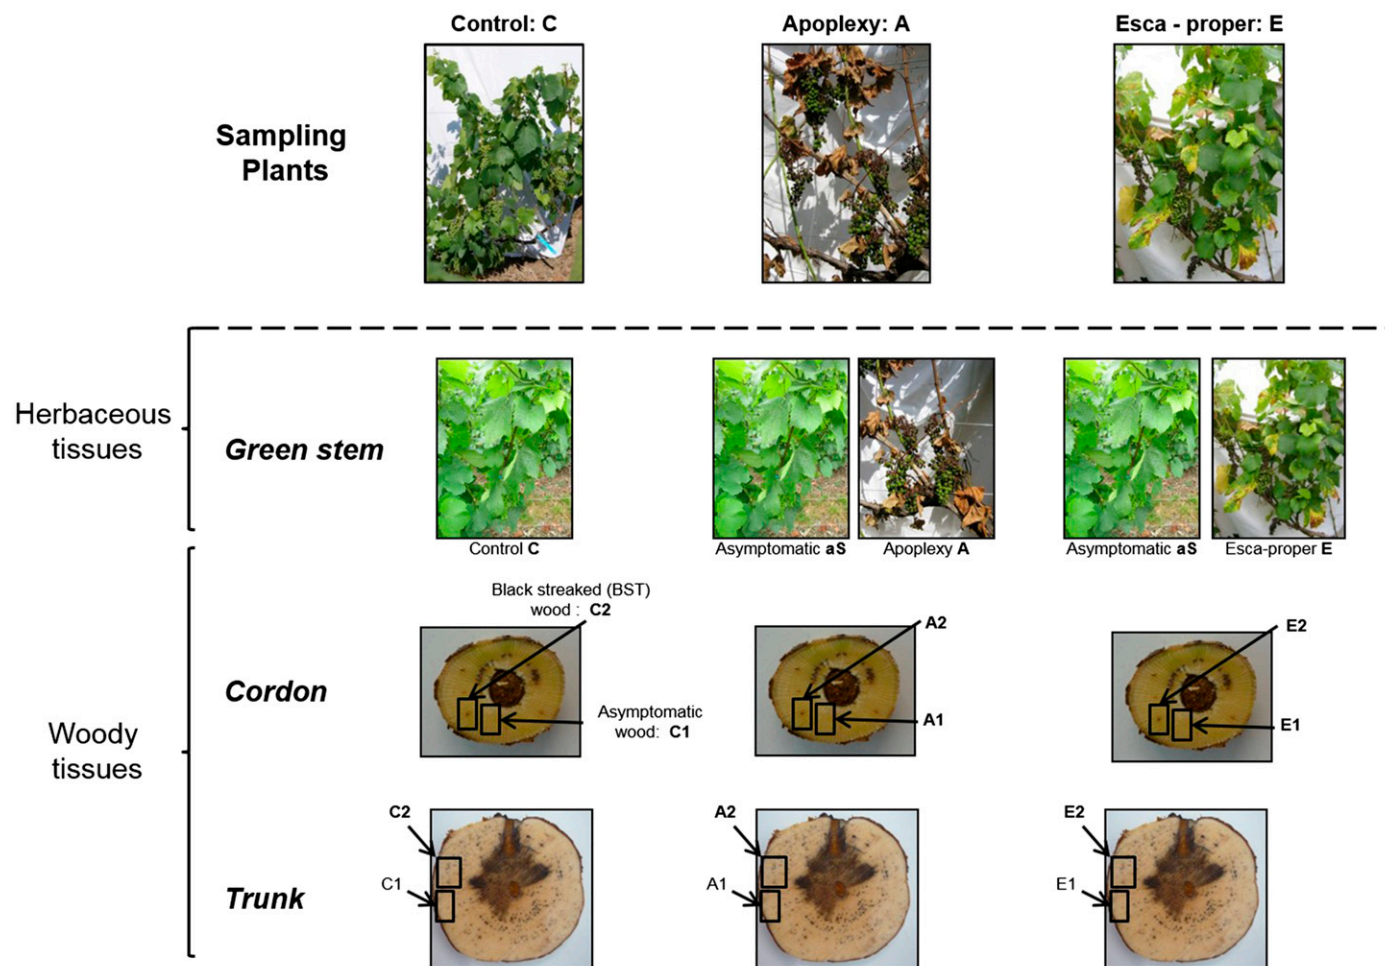 Control: C
Apoplexy: A
Esca - proper: E
Sampling
Plants
Herbaceous
tissues
Green stem
Control C
Asymptomatic aS
Apoplexy A
Asymptomatic aS
Esca-proper E
Woody
tissues
Cordon
Black streaked (BST)
wood : C2
Asymptomatic
wood: C1
A2
A1
E2
E1
Trunk
C2
C1
A2
A1
E2
E1